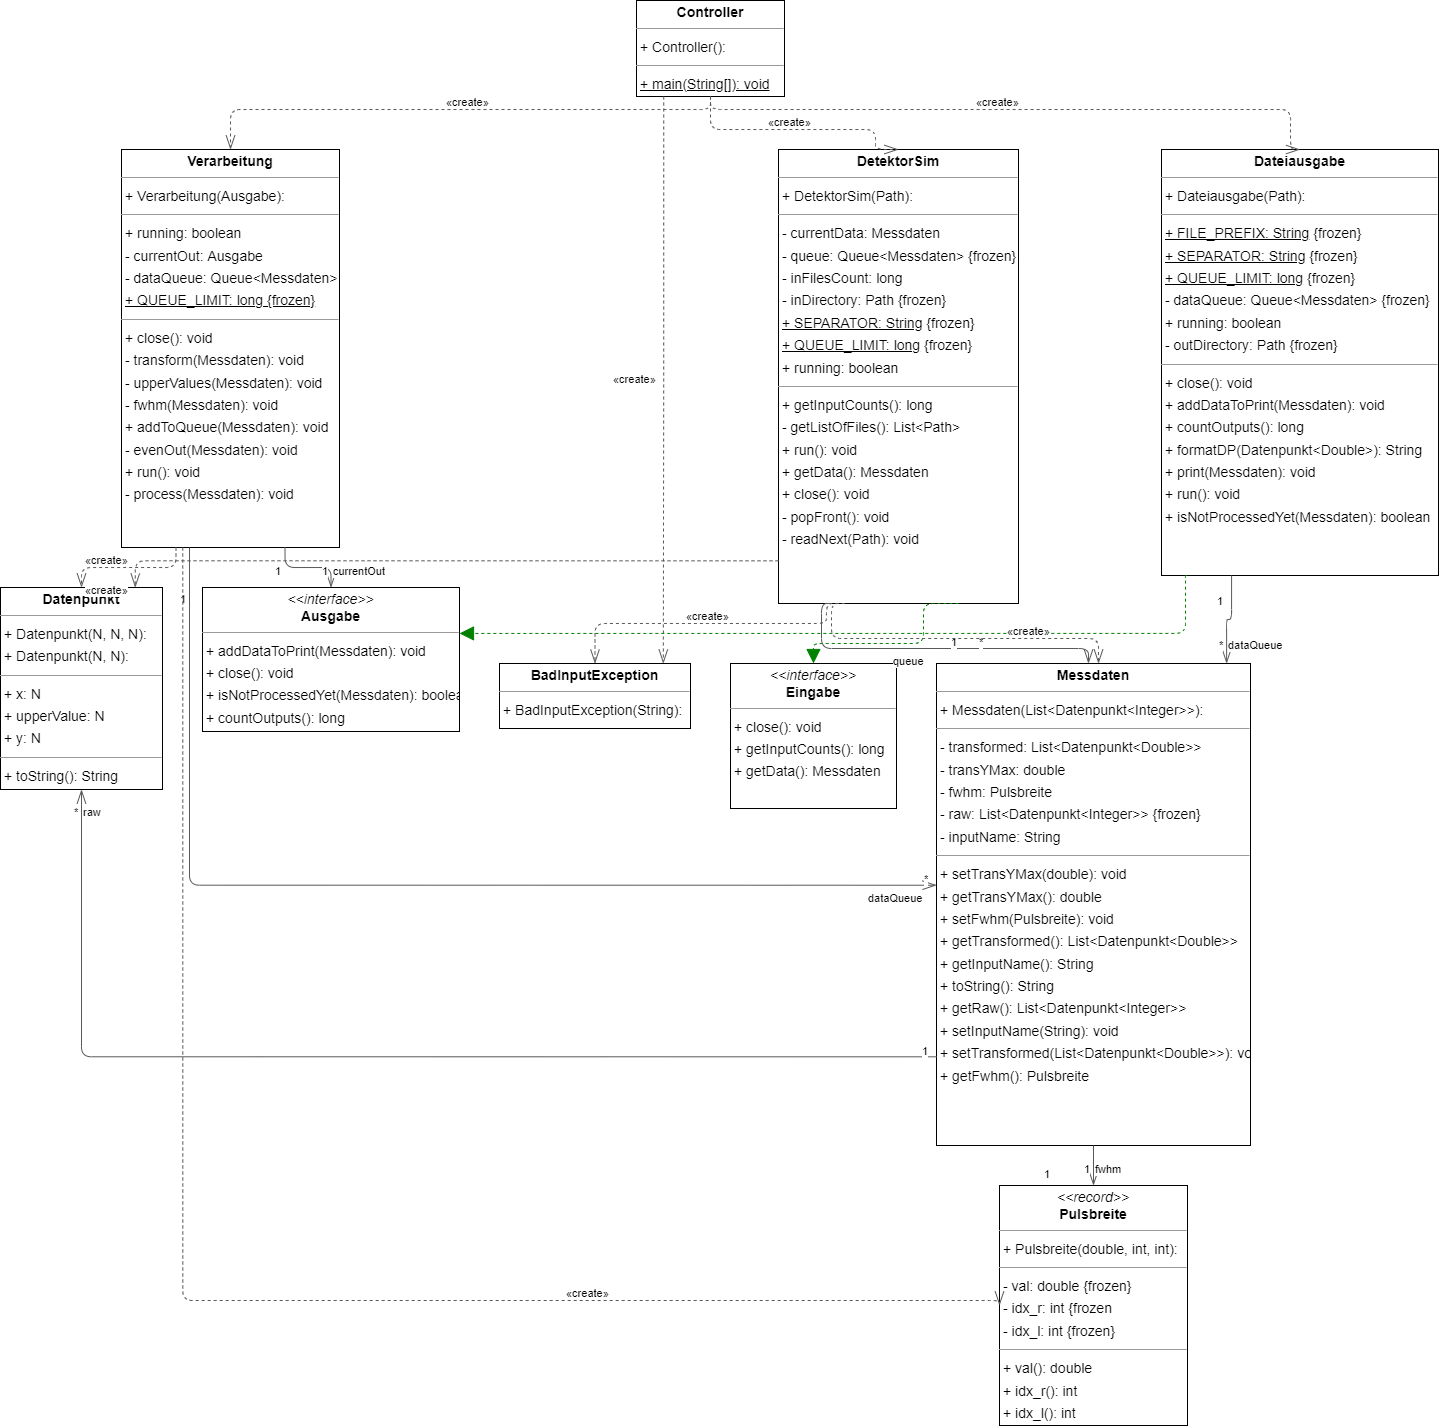 Controller
+ Controller():
+ main(String[]): void
«create»
«create»
«create»
«create»
Verarbeitung
+ Verarbeitung(Ausgabe):
+ running: boolean
- currentOut: Ausgabe
- dataQueue: Queue<Messdaten>
+ QUEUE_LIMIT: long {frozen}
+ close(): void
- transform(Messdaten): void
- upperValues(Messdaten): void
- fwhm(Messdaten): void
+ addToQueue(Messdaten): void
- evenOut(Messdaten): void
+ run(): void
- process(Messdaten): void
DetektorSim
+ DetektorSim(Path):
- currentData: Messdaten
- queue: Queue<Messdaten> {frozen}
- inFilesCount: long
- inDirectory: Path {frozen}
+ SEPARATOR: String {frozen}
+ QUEUE_LIMIT: long {frozen}
+ running: boolean
+ getInputCounts(): long
- getListOfFiles(): List<Path>
+ run(): void
+ getData(): Messdaten
+ close(): void
- popFront(): void
- readNext(Path): void
Dateiausgabe
+ Dateiausgabe(Path):
+ FILE_PREFIX: String {frozen}
+ SEPARATOR: String {frozen}
+ QUEUE_LIMIT: long {frozen}
- dataQueue: Queue<Messdaten> {frozen}
+ running: boolean
- outDirectory: Path {frozen}
+ close(): void
+ addDataToPrint(Messdaten): void
+ countOutputs(): long
+ formatDP(Datenpunkt<Double>): String
+ print(Messdaten): void
+ run(): void
+ isNotProcessedYet(Messdaten): boolean
«create»
«create»
1
1
1 currentOut
«create»
«create»
1
*
queue
1
* dataQueue
Datenpunkt
+ Datenpunkt(N, N, N):
+ Datenpunkt(N, N):
+ x: N
+ upperValue: N
+ y: N
+ toString(): String
* raw
<<interface>>
Ausgabe
+ addDataToPrint(Messdaten): void
+ close(): void
+ isNotProcessedYet(Messdaten): boolea
+ countOutputs(): long
BadInputException
+ BadInputException(String):
<<interface>>
Eingabe
+ close(): void
+ getInputCounts(): long
+ getData(): Messdaten
Messdaten
+ Messdaten(List<Datenpunkt<Integer>>):
- transformed: List<Datenpunkt<Double>>
- transYMax: double
- fwhm: Pulsbreite
- raw: List<Datenpunkt<Integer>> {frozen}
- inputName: String
+ setTransYMax(double): void
+ getTransYMax(): double
+ setFwhm(Pulsbreite): void
+ getTransformed(): List<Datenpunkt<Double>>
+ getInputName(): String
+ toString(): String
+ getRaw(): List<Datenpunkt<Integer>>
+ setInputName(String): void
+ setTransformed(List<Datenpunkt<Double>>): vo
+ getFwhm(): Pulsbreite
*
dataQueue
1
1
1 fwhm
<<record>>
Pulsbreite
+ Pulsbreite(double, int, int):
- val: double {frozen}
- idx_r: int {frozen
- idx_l: int {frozen}
+ val(): double
+ idx_r(): int
+ idx_l(): int
«create»